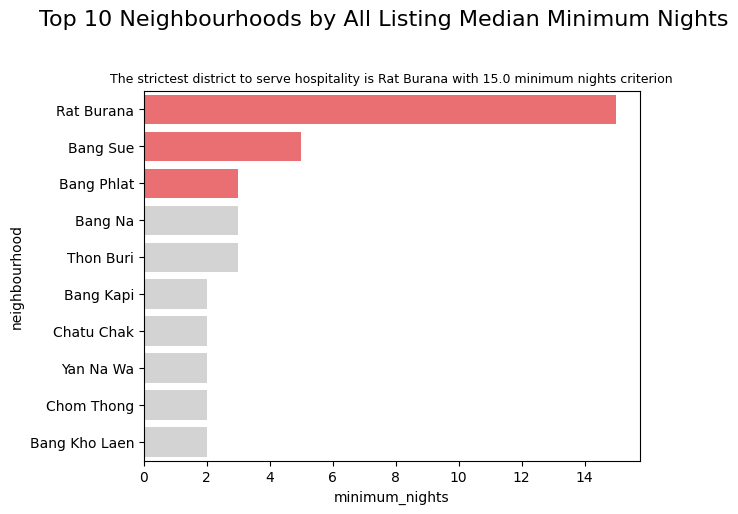 Top 10 Neighbourhoods by All Listing Median Minimum Nights
The strictest district to serve hospitality is Rat Burana with 15.0 minimum nights criterion
neighbourhood
Rat Burana
Bang Sue
Bang Phlat
Bang Na
Thon Buri
Bang Kapi
Chatu Chak
Yan Na Wa
Chom Thong
Bang Kho Laen
0 2 4 6 8 10 12 14
minimum_nights